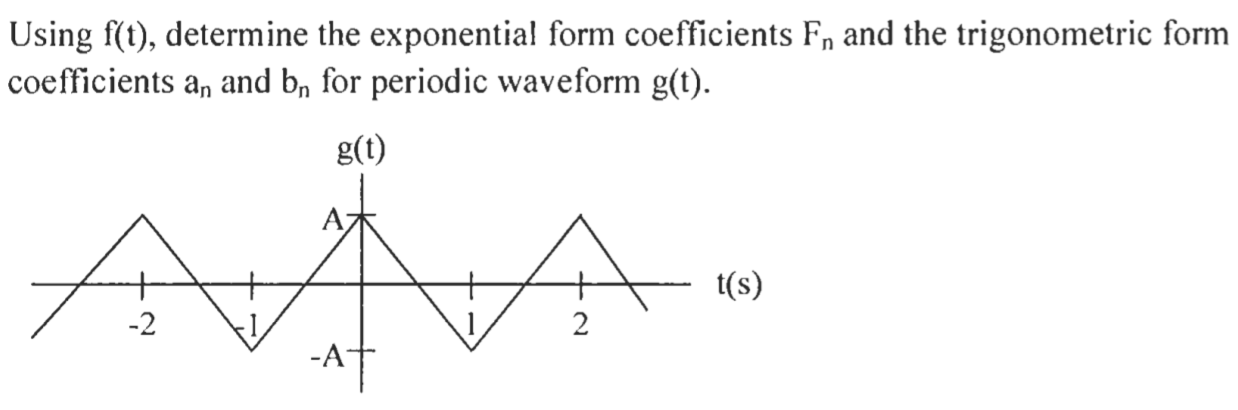 Using f(t), determine the exponential form coefficients Fₙ and the trigonometric form
coefficients aₙ and bₙ for periodic waveform g(t).
g(t)
A
t(s)
-2 -1 1 2
-A